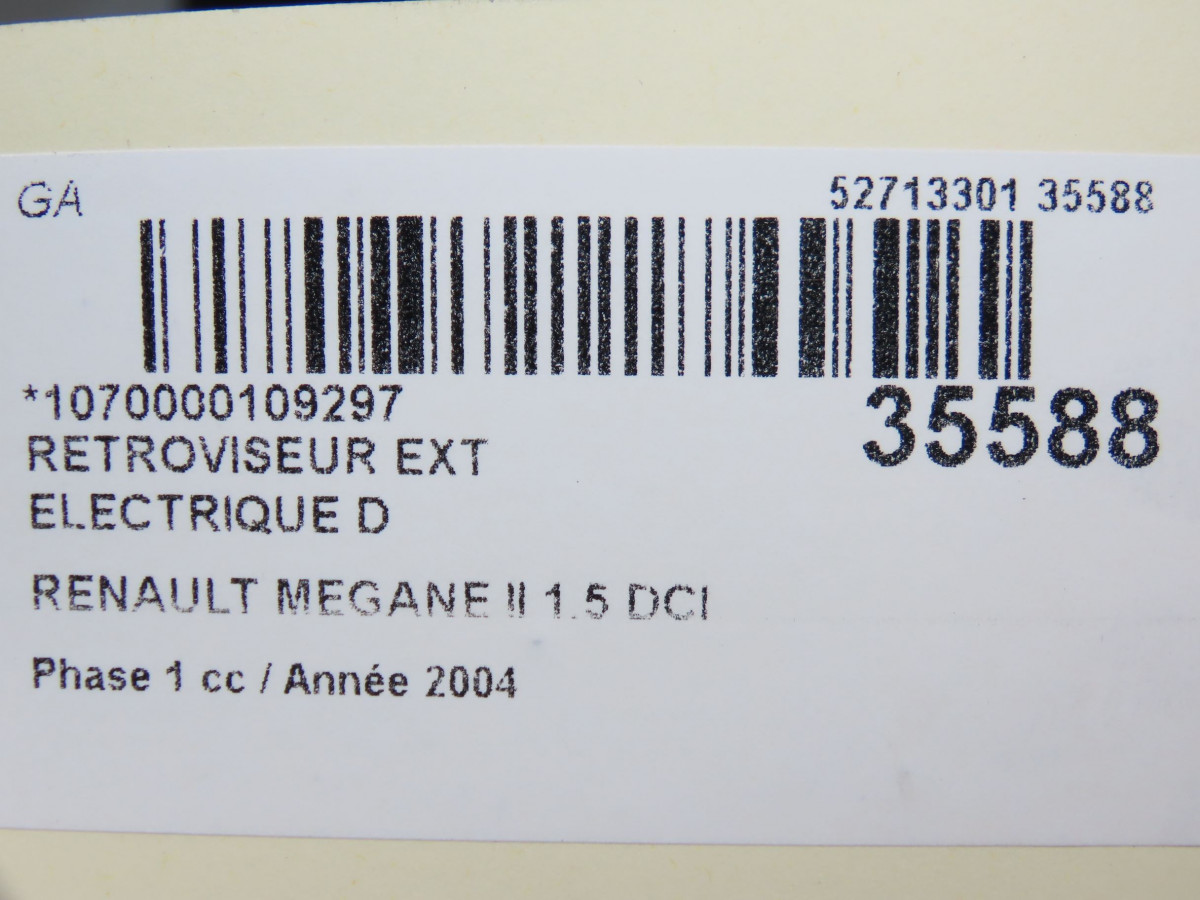 GA
52713301 35588
*1070000109297
35588
RETROVISEUR EXT
ELECTRIQUE D
RENAULT MEGANE II 1.5 DCI
Phase 1 cc / Année 2004